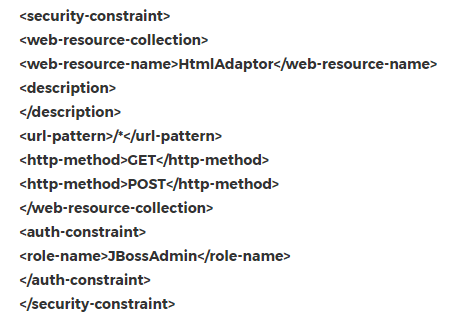 <security-constraint>
<web-resource-collection>
<web-resource-name>HtmlAdaptor</web-resource-name>
<description>
</description>
<url-pattern>/*</url-pattern>
<http-method>GET</http-method>
<http-method>POST</http-method>
</web-resource-collection>
<auth-constraint>
<role-name>JBossAdmin</role-name>
</auth-constraint>
</security-constraint>